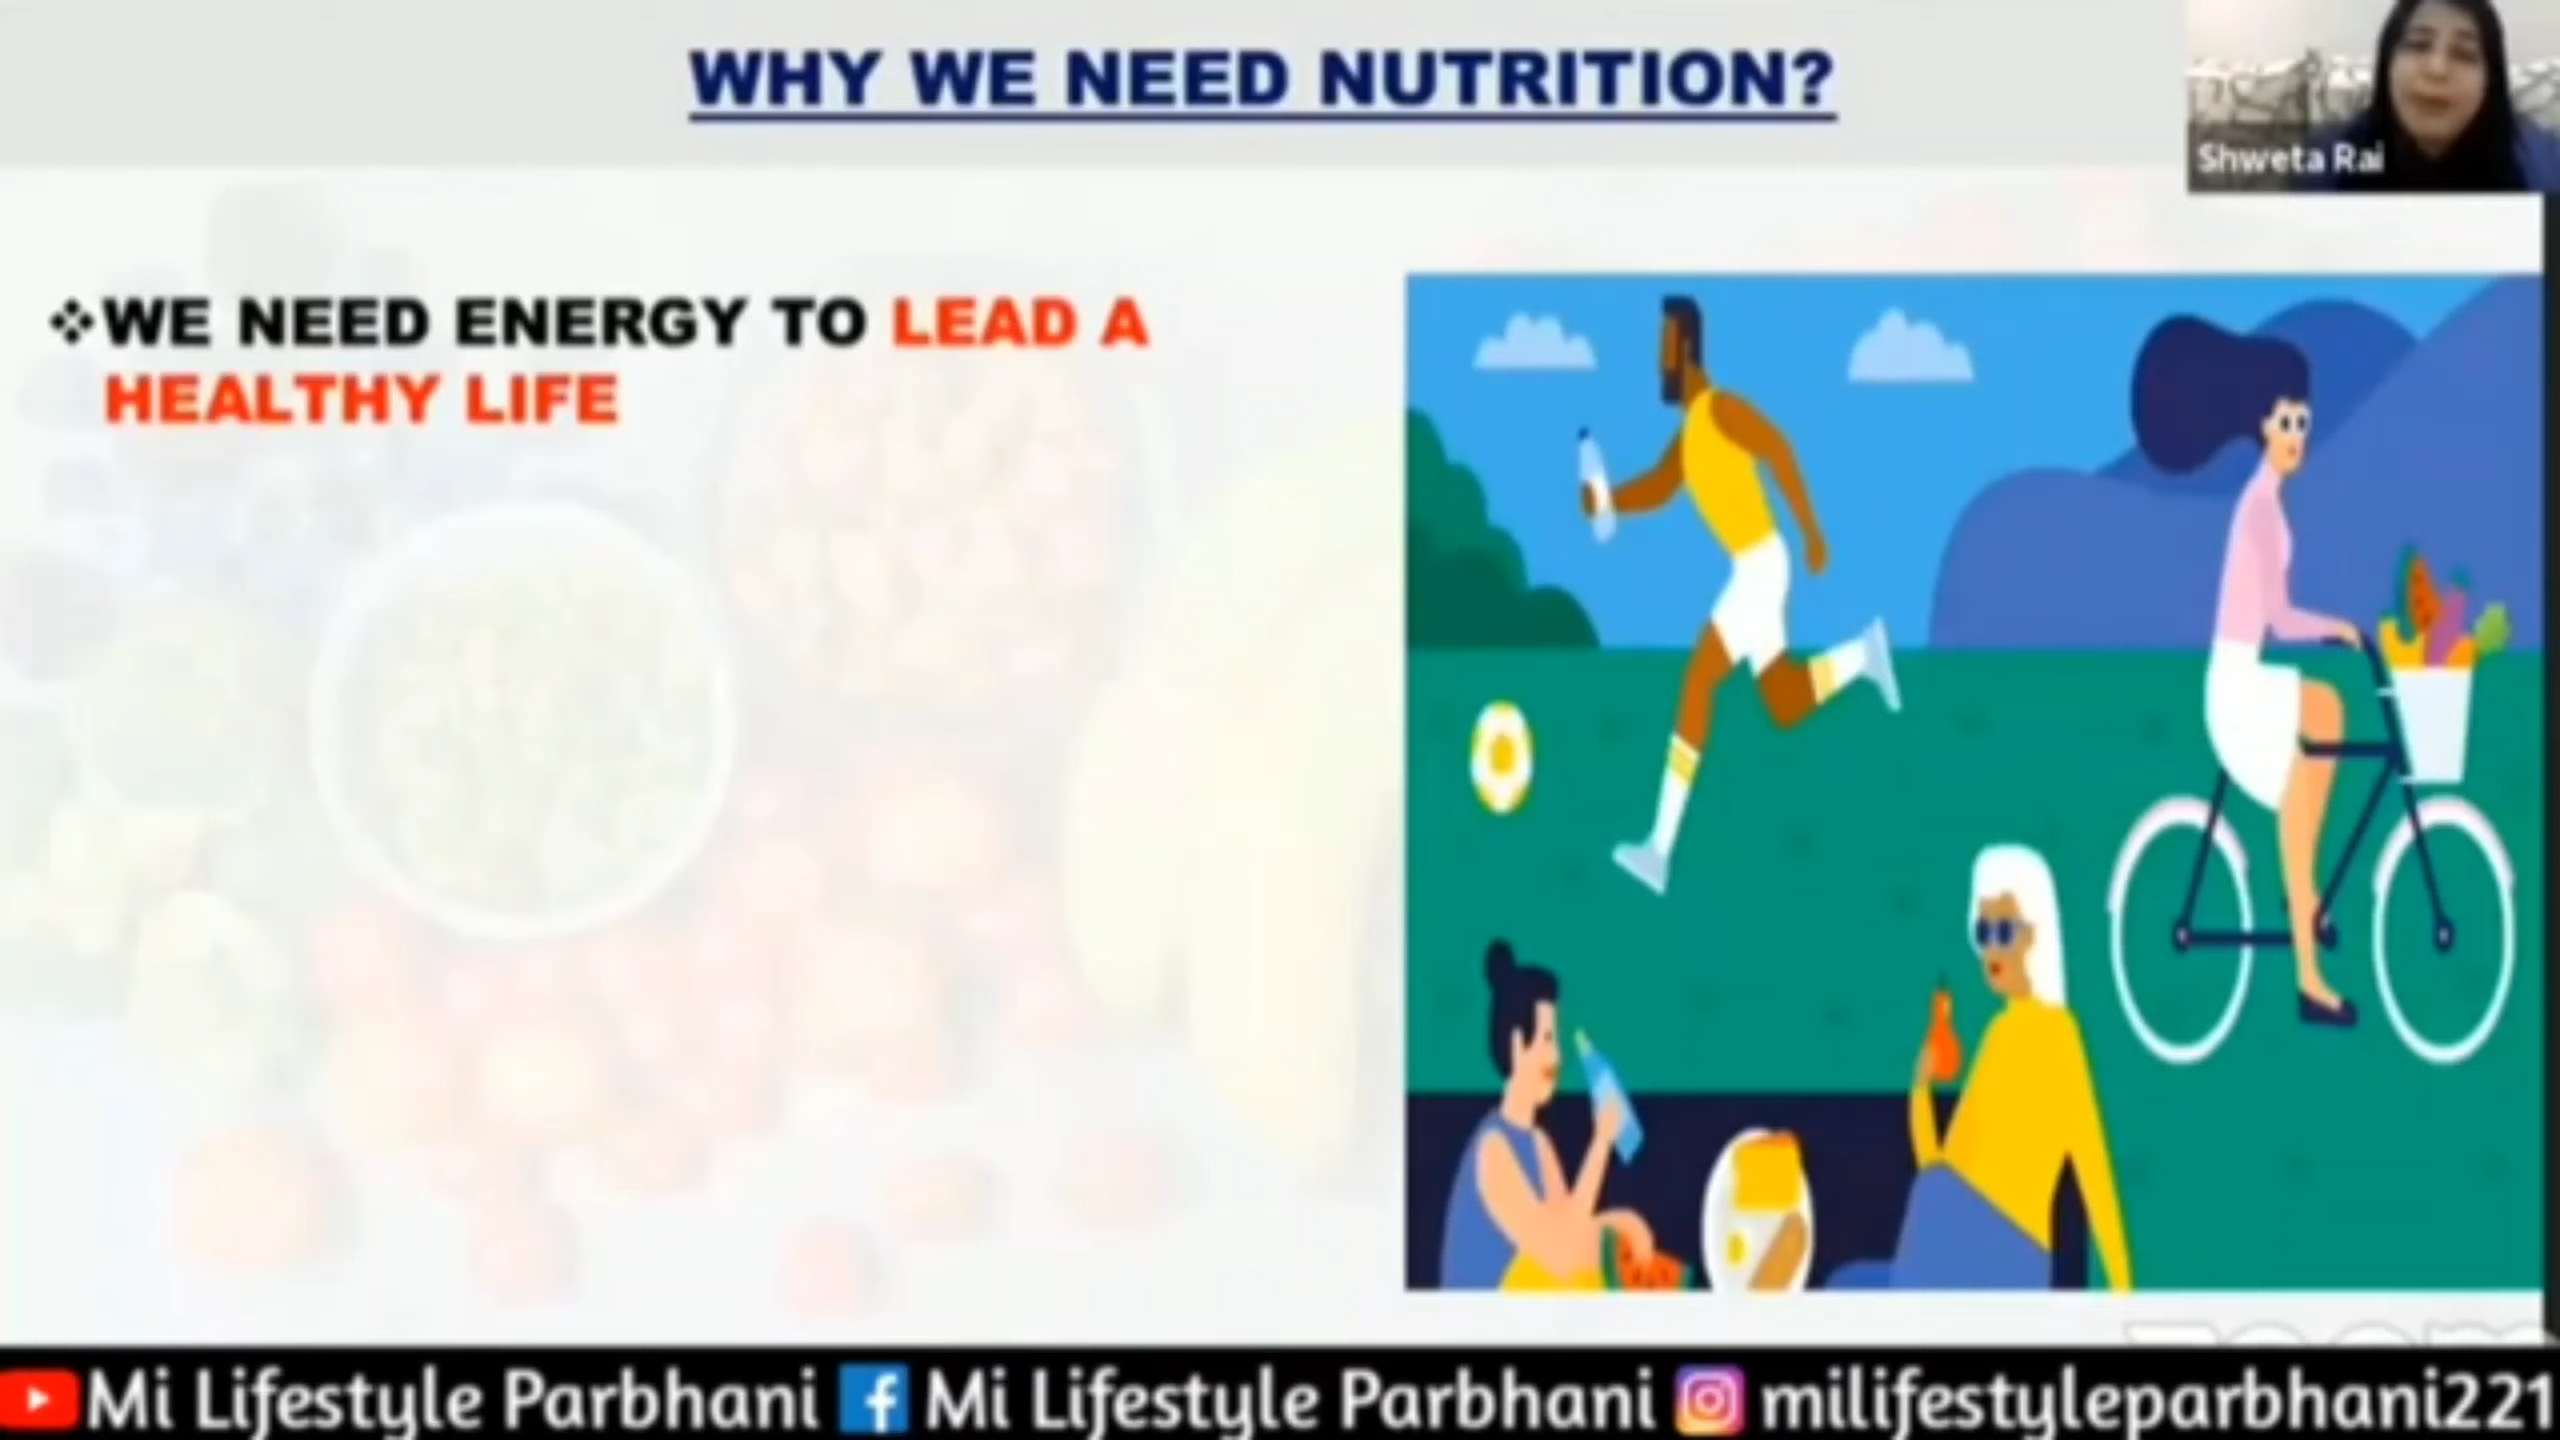 WHY WE NEED NUTRITION?
Shweta Rai
❖WE NEED ENERGY TO LEAD A
HEALTHY LIFE
zoom
Mi Lifestyle Parbhani Mi Lifestyle Parbhani milifestyleparbhani221